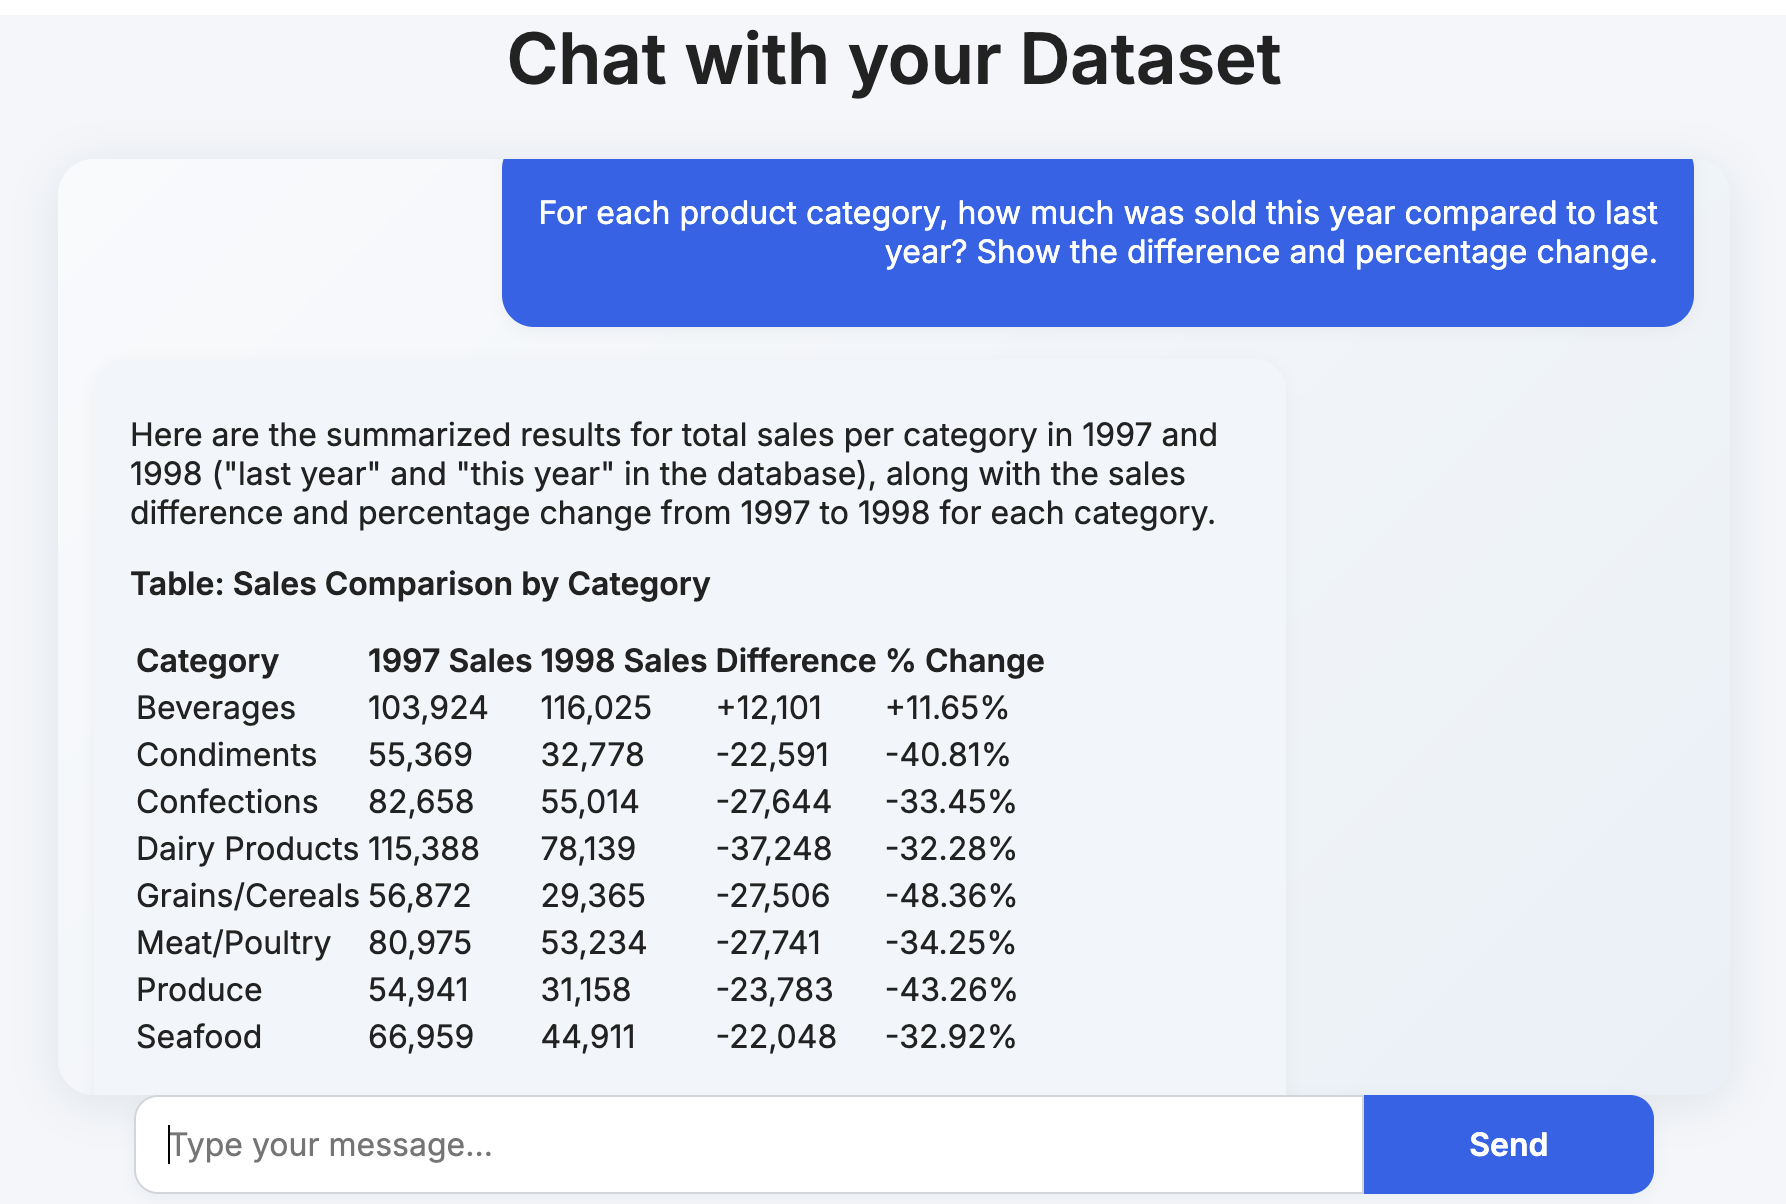 Chat with your Dataset
For each product category, how much was sold this year compared to last
year? Show the difference and percentage change.
Here are the summarized results for total sales per category in 1997 and
1998 ("last year" and "this year" in the database), along with the sales
difference and percentage change from 1997 to 1998 for each category.
Table: Sales Comparison by Category
Category 1997 Sales 1998 Sales Difference % Change
Beverages 103,924 116,025 +12,101 +11.65%
Condiments 55,369 32,778 -22,591 -40.81%
Confections 82,658 55,014 -27,644 -33.45%
Dairy Products 115,388 78,139 -37,248 -32.28%
Grains/Cereals 56,872 29,365 -27,506 -48.36%
Meat/Poultry 80,975 53,234 -27,741 -34.25%
Produce 54,941 31,158 -23,783 -43.26%
Seafood 66,959 44,911 -22,048 -32.92%
Type your message...
Send